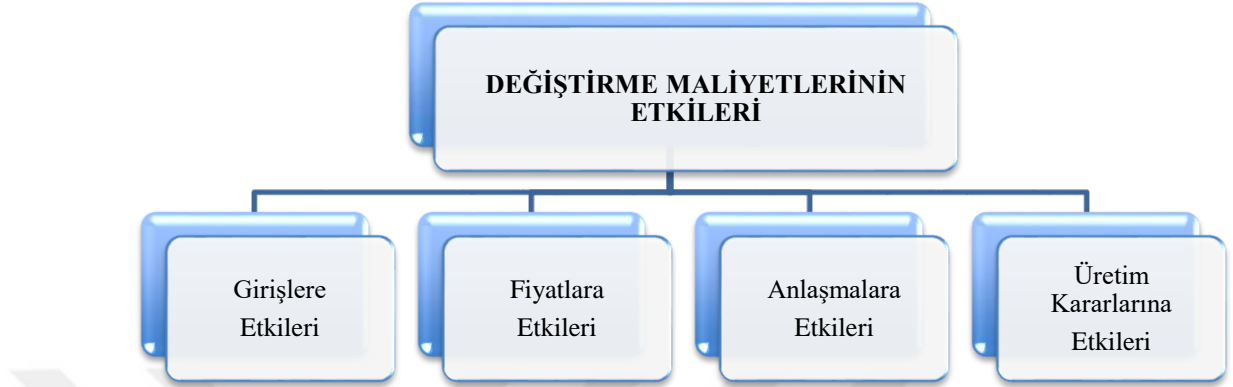 DEĞİŞTİRME MALİYETLERİNİN
ETKİLERİ
Girişlere
Etkileri
Fiyatlara
Etkileri
Anlaşmalara
Etkileri
Üretim
Kararlarına
Etkileri